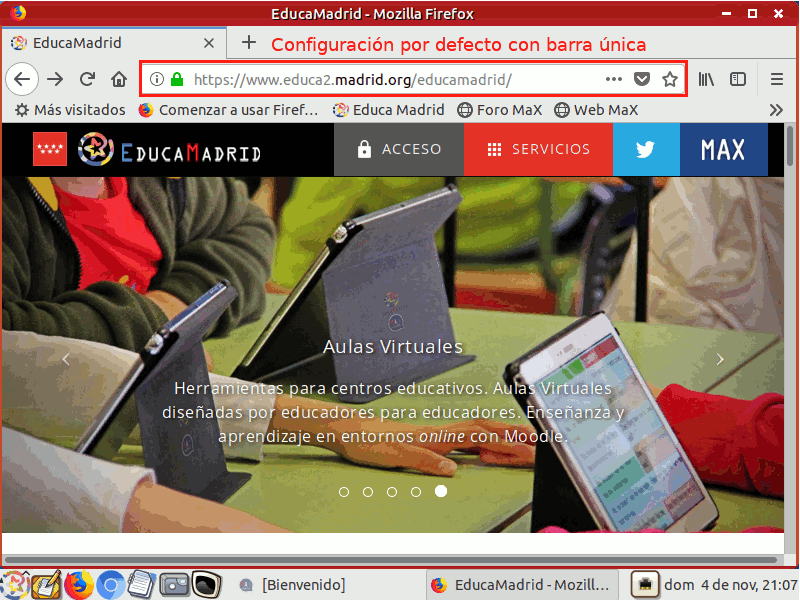 EducaMadrid - Mozilla Firefox
EducaMadrid
Configuración por defecto con barra única
https://www.educa2.madrid.org/educamadrid/
Más visitados Comenzar a usar Firef... Educa Madrid Foro MaX Web MaX
EDUCAMADRID ACCESO SERVICIOS MAX
Aulas Virtuales
Herramientas para centros educativos. Aulas Virtuales
diseñadas por educadores para educadores. Enseñanza y
aprendizaje en entornos online con Moodle.
[Bienvenido] EducaMadrid - Mozill... dom 4 de nov, 21:07